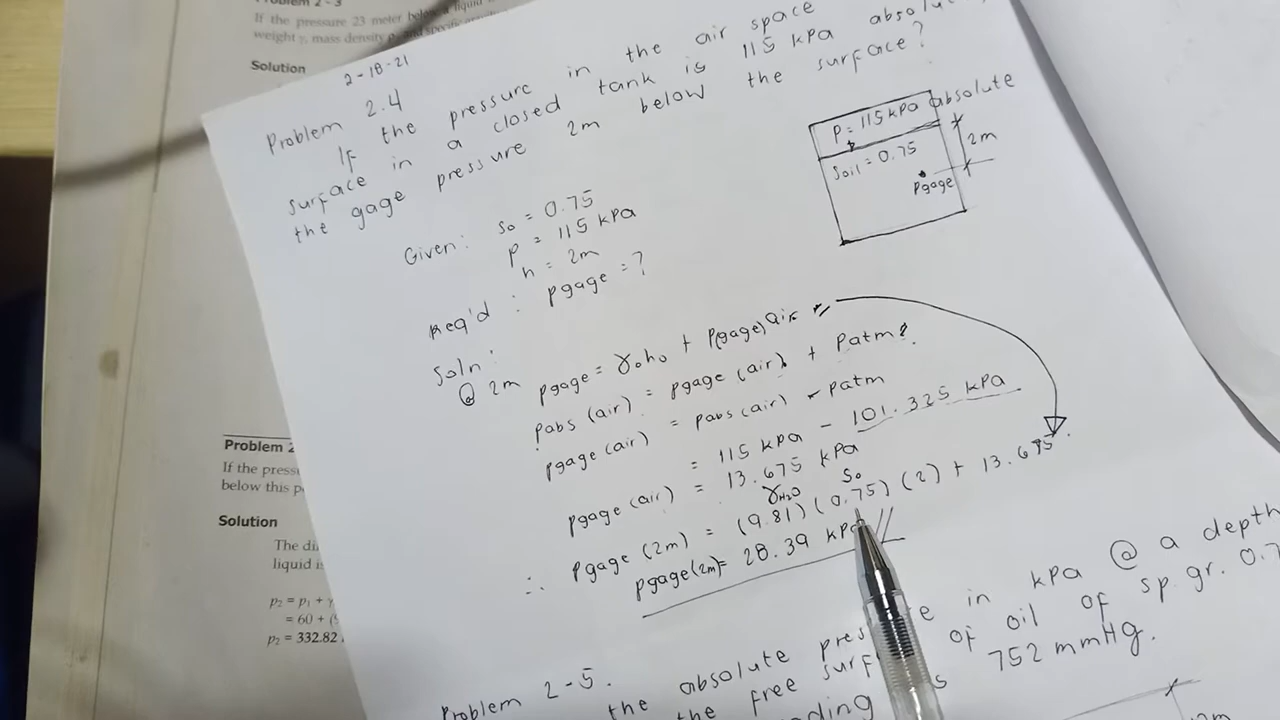 Problem 2-3
If the pressure 23 meter below a liquid
weight γ, mass density
Solution
2-18-21
Problem 2.4
If the pressure in the air space
surface in a closed tank is 115 kPa absolu
the gage pressure 2m below the surface?
P = 115 kPa absolute
Soil = 0.75
2m
Pgage
Given: So = 0.75
P = 115 kPa
h = 2m
Req'd : Pgage = ?
Soln:
@ 2m Pgage = γoho + P(gage)air
Pabs (air) = Pgage (air) + Patm
Pgage (air) = Pabs (air) - Patm
= 115 kPa - 101.325 kPa
Pgage (air) = 13.675 kPa
γH2O So
∴ Pgage (2m) = (9.81) (0.75) (2) + 13.675
Pgage (2m) = 28.39 kPa
Problem 2
If the press
below this p
Solution
The di
liquid is
p₂ = p₁ + γ
= 60 + (9
p₂ = 332.82
Problem 2-5.
the absolute pres e in kPa @ a depth
the free surf of oil of sp. gr. 0.7
ding s 752 mmHg.
2m